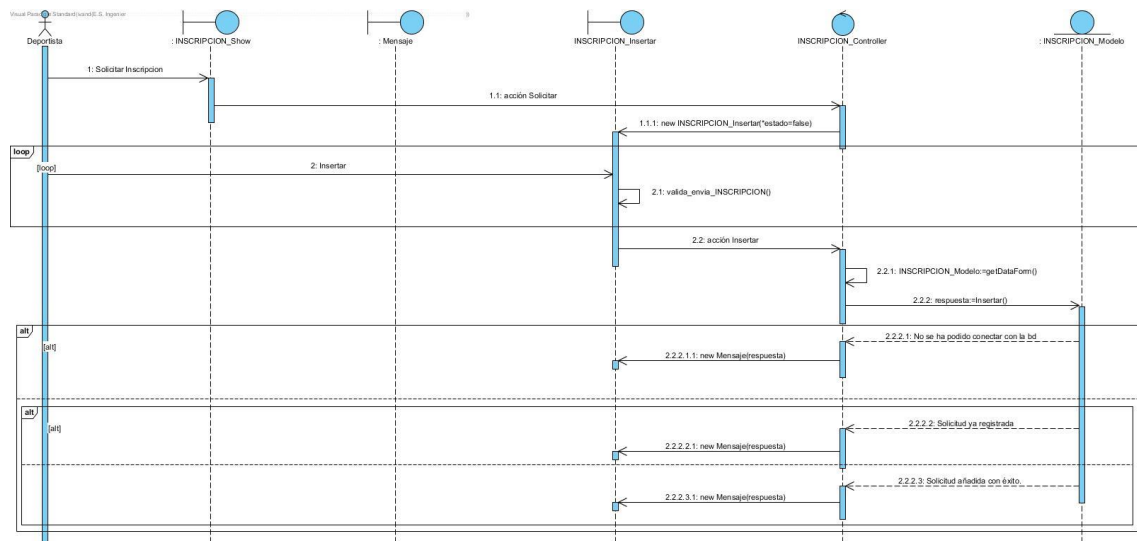 Visual Paradigm Standard(
Deportista
: INSCRIPCION_Show
: Mensaje
INSCRIPCION_Insertar
INSCRIPCION_Controller
: INSCRIPCION_Modelo
1: Solicitar Inscripcion
1.1: acción Solicitar
1.1.1: new INSCRIPCION_Insertar(*estado=false)
loop
[loop]
2: Insertar
2.1: valida_envia_INSCRIPCION()
2.2: acción Insertar
2.2.1: INSCRIPCION_Modelo:=getDataForm()
2.2.2: respuesta:=Insertar()
alt
[alt]
2.2.2.1: No se ha podido conectar con la bd
2.2.2.1.1: new Mensaje(respuesta)
alt
[alt]
2.2.2.2: Solicitud ya registrada
2.2.2.2.1: new Mensaje(respuesta)
2.2.2.3: Solicitud añadida con éxito.
2.2.2.3.1: new Mensaje(respuesta)